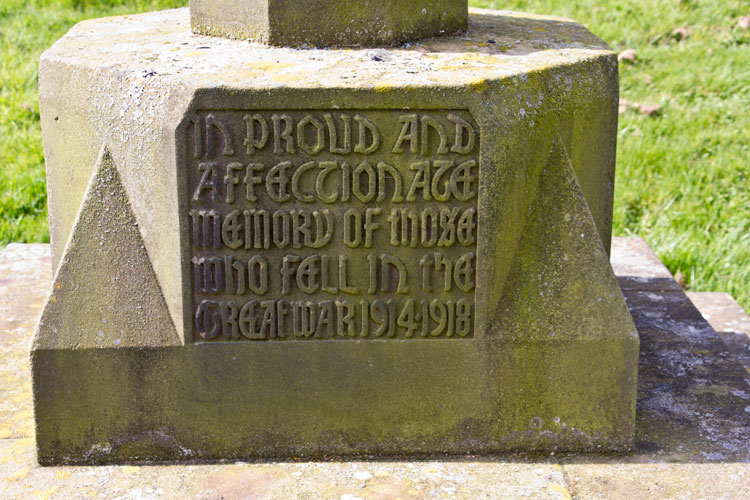 IN PROUD AND
AFFECTIONATE
MEMORY OF THOSE
WHO FELL IN THE
GREAT WAR 1914-1918